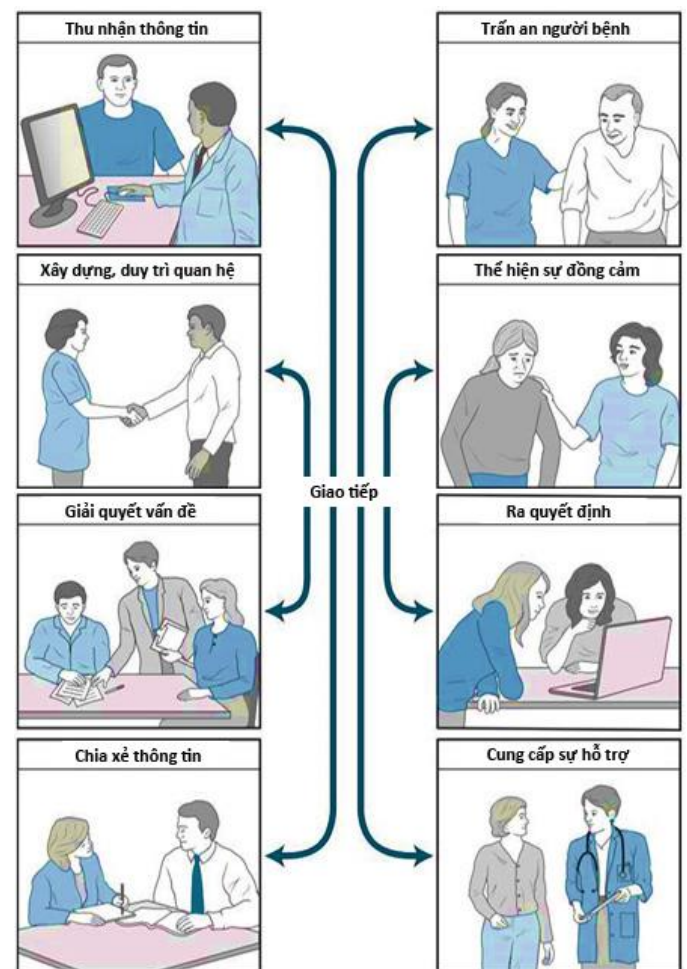 Thu nhận thông tin
Trấn an người bệnh
Xây dựng, duy trì quan hệ
Thể hiện sự đồng cảm
Giao tiếp
Giải quyết vấn đề
Ra quyết định
Chia xẻ thông tin
Cung cấp sự hỗ trợ